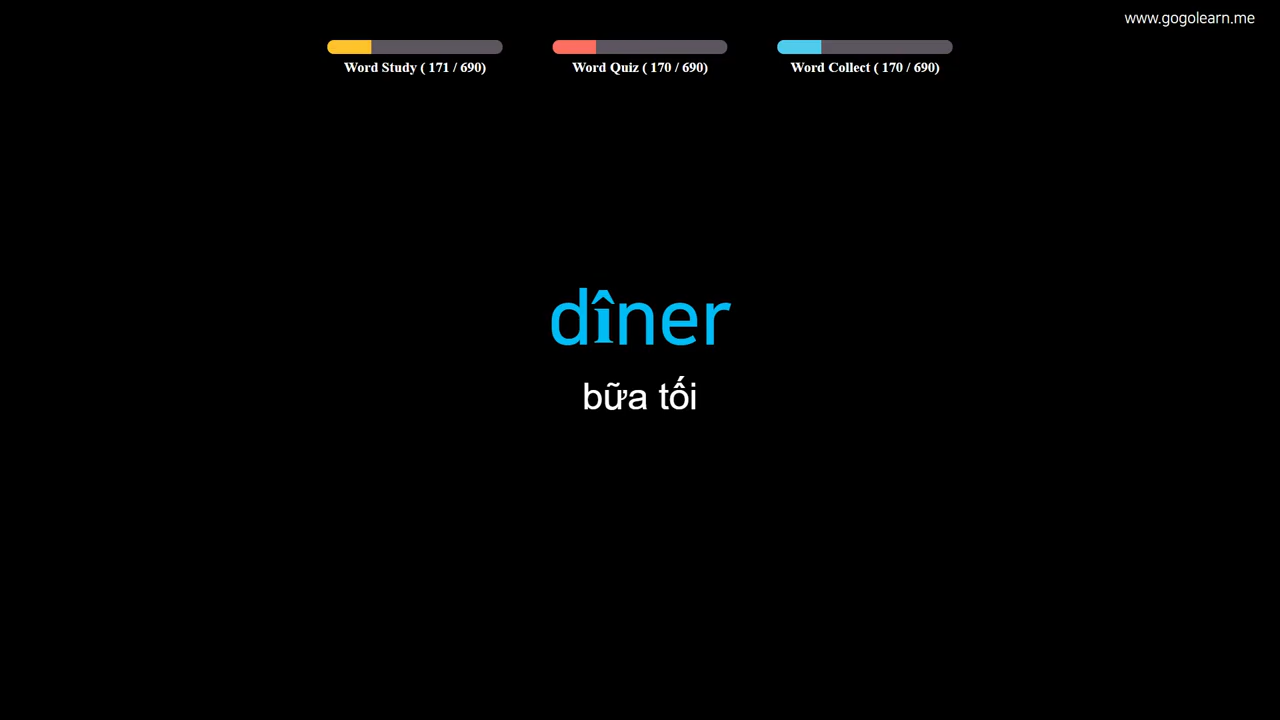 www.gogolearn.me
Word Study ( 171 / 690)
Word Quiz ( 170 / 690)
Word Collect ( 170 / 690)
dîner
bữa tối